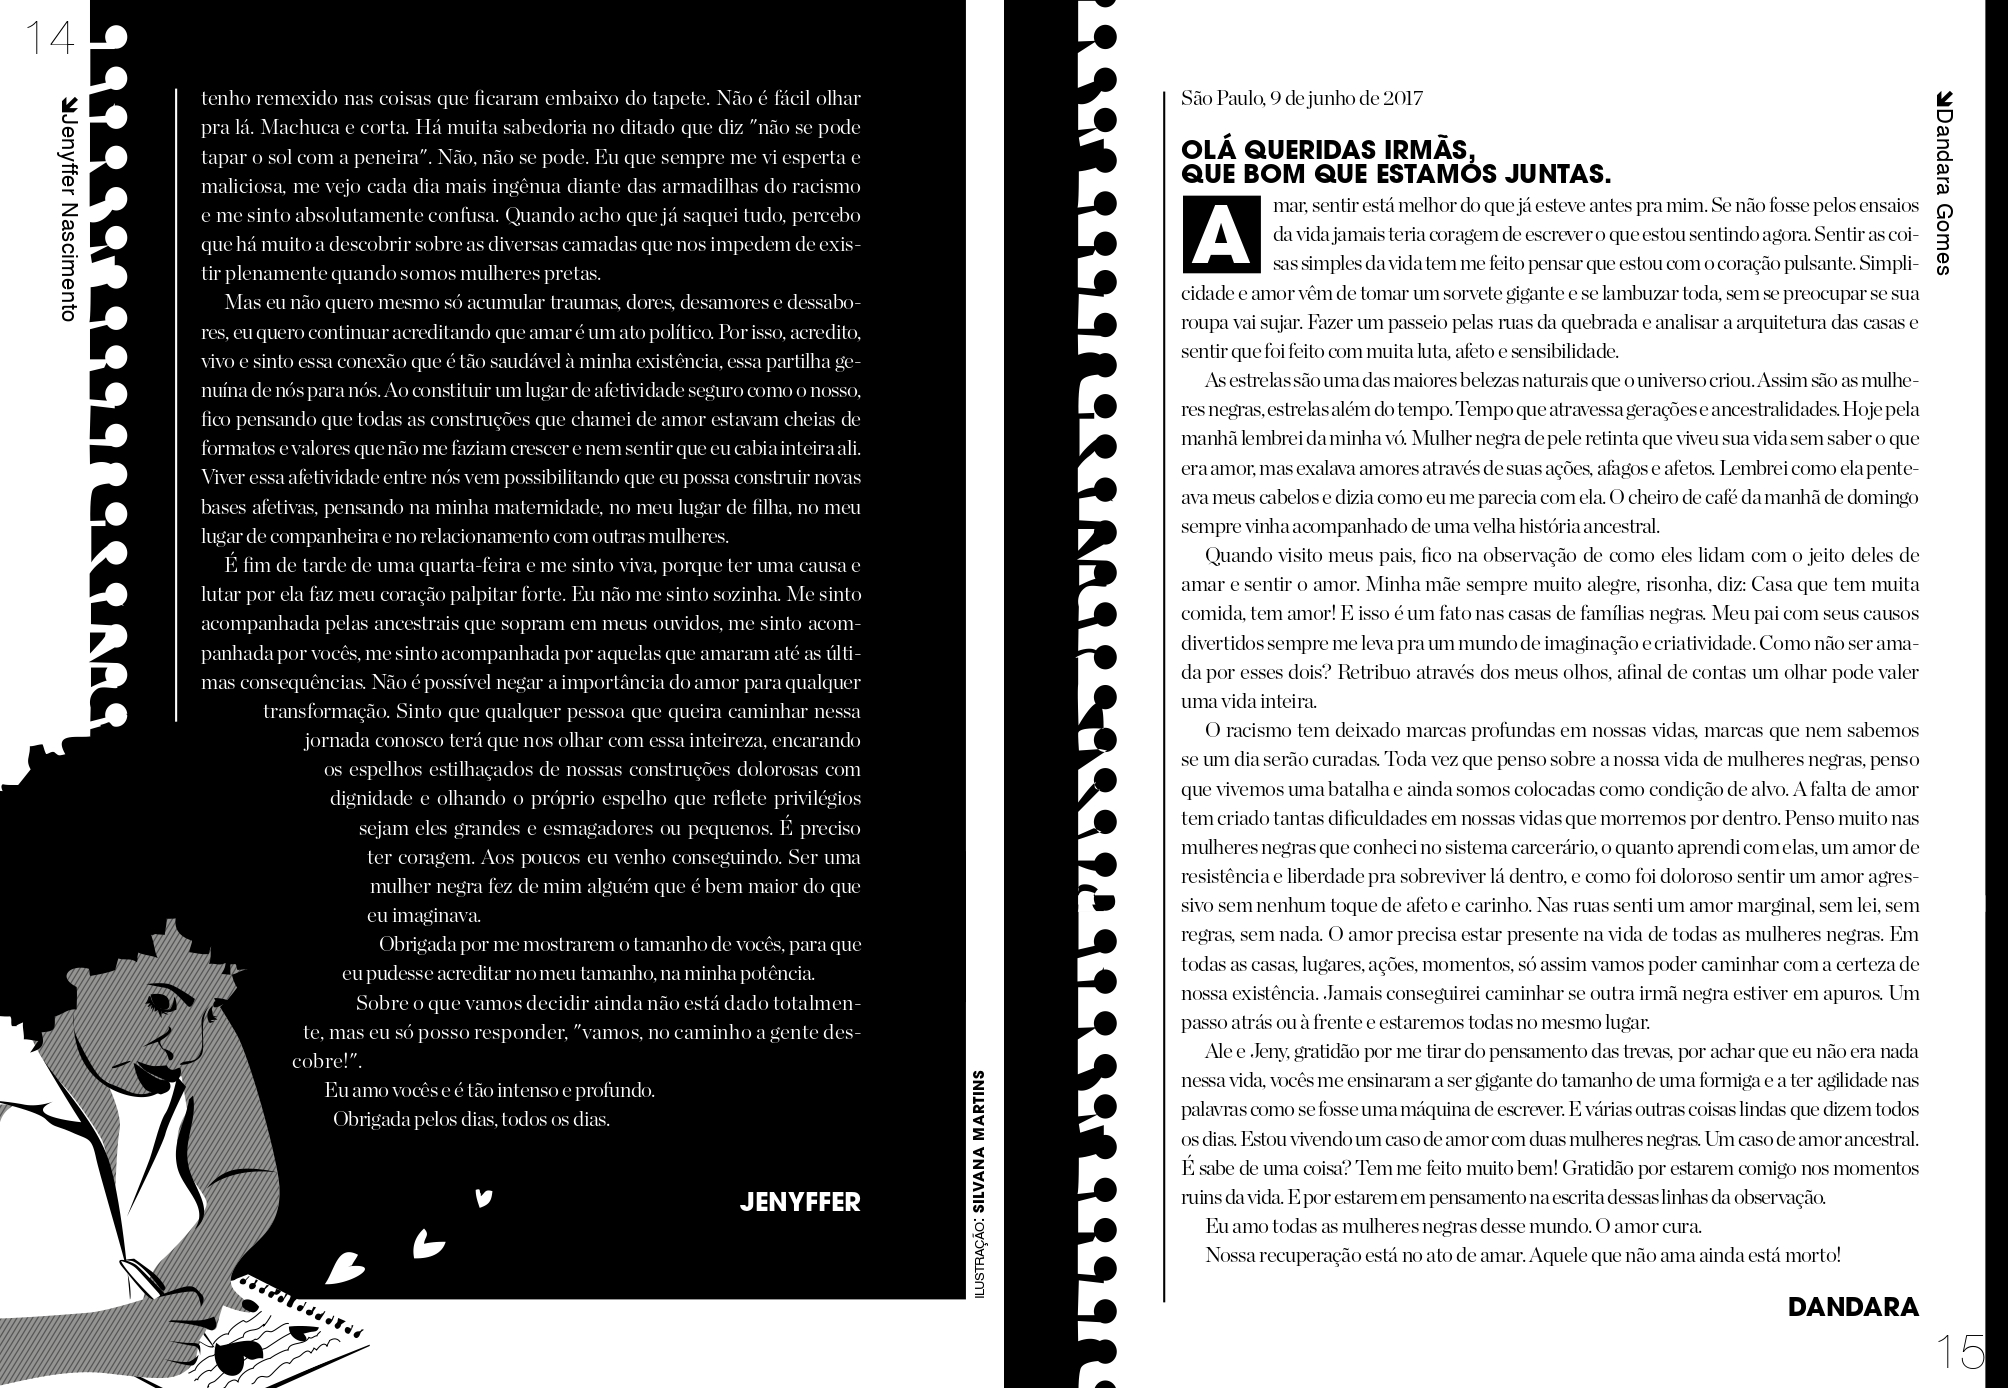 14
Jenyffer Nascimento
tenho remexido nas coisas que ficaram embaixo do tapete. Não é fácil olhar
pra lá. Machuca e corta. Há muita sabedoria no ditado que diz "não se pode
tapar o sol com a peneira". Não, não se pode. Eu que sempre me vi esperta e
maliciosa, me vejo cada dia mais ingênua diante das armadilhas do racismo
e me sinto absolutamente confusa. Quando acho que já saquei tudo, percebo
que há muito a descobrir sobre as diversas camadas que nos impedem de exis-
tir plenamente quando somos mulheres pretas.
Mas eu não quero mesmo só acumular traumas, dores, desamores e dessabo-
res, eu quero continuar acreditando que amar é um ato político. Por isso, acredito,
vivo e sinto essa conexão que é tão saudável à minha existência, essa partilha ge-
nuína de nós para nós. Ao constituir um lugar de afetividade seguro como o nosso,
fico pensando que todas as construções que chamei de amor estavam cheias de
formatos e valores que não me faziam crescer e nem sentir que eu cabia inteira ali.
Viver essa afetividade entre nós vem possibilitando que eu possa construir novas
bases afetivas, pensando na minha maternidade, no meu lugar de filha, no meu
lugar de companheira e no relacionamento com outras mulheres.
É fim de tarde de uma quarta-feira e me sinto viva, porque ter uma causa e
lutar por ela faz meu coração palpitar forte. Eu não me sinto sozinha. Me sinto
acompanhada pelas ancestrais que sopram em meus ouvidos, me sinto acom-
panhada por vocês, me sinto acompanhada por aquelas que amaram até as últi-
mas consequências. Não é possível negar a importância do amor para qualquer
transformação. Sinto que qualquer pessoa que queira caminhar nessa
jornada conosco terá que nos olhar com essa inteireza, encarando
os espelhos estilhaçados de nossas construções dolorosas com
dignidade e olhando o próprio espelho que reflete privilégios
sejam eles grandes e esmagadores ou pequenos. É preciso
ter coragem. Aos poucos eu venho conseguindo. Ser uma
mulher negra fez de mim alguém que é bem maior do que
eu imaginava.
Obrigada por me mostrarem o tamanho de vocês, para que
eu pudesse acreditar no meu tamanho, na minha potência.
Sobre o que vamos decidir ainda não está dado totalmen-
te, mas eu só posso responder, "vamos, no caminho a gente des-
cobre!".
Eu amo vocês e é tão intenso e profundo.
Obrigada pelos dias, todos os dias.
JENYFFER
ILUSTRAÇÃO: SILVANA MARTINS
São Paulo, 9 de junho de 2017
OLÁ QUERIDAS IRMÃS,
QUE BOM QUE ESTAMOS JUNTAS.
Amar, sentir está melhor do que já esteve antes pra mim. Se não fosse pelos ensaios
da vida jamais teria coragem de escrever o que estou sentindo agora. Sentir as coi-
sas simples da vida tem me feito pensar que estou com o coração pulsante. Simpli-
cidade e amor vêm de tomar um sorvete gigante e se lambuzar toda, sem se preocupar se sua
roupa vai sujar. Fazer um passeio pelas ruas da quebrada e analisar a arquitetura das casas e
sentir que foi feito com muita luta, afeto e sensibilidade.
As estrelas são uma das maiores belezas naturais que o universo criou. Assim são as mulhe-
res negras, estrelas além do tempo. Tempo que atravessa gerações e ancestralidades. Hoje pela
manhã lembrei da minha vó. Mulher negra de pele retinta que viveu sua vida sem saber o que
era amor, mas exalava amores através de suas ações, afagos e afetos. Lembrei como ela pente-
ava meus cabelos e dizia como eu me parecia com ela. O cheiro de café da manhã de domingo
sempre vinha acompanhado de uma velha história ancestral.
Quando visito meus pais, fico na observação de como eles lidam com o jeito deles de
amar e sentir o amor. Minha mãe sempre muito alegre, risonha, diz: Casa que tem muita
comida, tem amor! E isso é um fato nas casas de famílias negras. Meu pai com seus causos
divertidos sempre me leva pra um mundo de imaginação e criatividade. Como não ser ama-
da por esses dois? Retribuo através dos meus olhos, afinal de contas um olhar pode valer
uma vida inteira.
O racismo tem deixado marcas profundas em nossas vidas, marcas que nem sabemos
se um dia serão curadas. Toda vez que penso sobre a nossa vida de mulheres negras, penso
que vivemos uma batalha e ainda somos colocadas como condição de alvo. A falta de amor
tem criado tantas dificuldades em nossas vidas que morremos por dentro. Penso muito nas
mulheres negras que conheci no sistema carcerário, o quanto aprendi com elas, um amor de
resistência e liberdade pra sobreviver lá dentro, e como foi doloroso sentir um amor agres-
sivo sem nenhum toque de afeto e carinho. Nas ruas senti um amor marginal, sem lei, sem
regras, sem nada. O amor precisa estar presente na vida de todas as mulheres negras. Em
todas as casas, lugares, ações, momentos, só assim vamos poder caminhar com a certeza de
nossa existência. Jamais conseguirei caminhar se outra irmã negra estiver em apuros. Um
passo atrás ou à frente e estaremos todas no mesmo lugar.
Ale e Jeny, gratidão por me tirar do pensamento das trevas, por achar que eu não era nada
nessa vida, vocês me ensinaram a ser gigante do tamanho de uma formiga e a ter agilidade nas
palavras como se fosse uma máquina de escrever. E várias outras coisas lindas que dizem todos
os dias. Estou vivendo um caso de amor com duas mulheres negras. Um caso de amor ancestral.
É sabe de uma coisa? Tem me feito muito bem! Gratidão por estarem comigo nos momentos
ruins da vida. E por estarem em pensamento na escrita dessas linhas da observação.
Eu amo todas as mulheres negras desse mundo. O amor cura.
Nossa recuperação está no ato de amar. Aquele que não ama ainda está morto!
DANDARA
Dandara Gomes
15